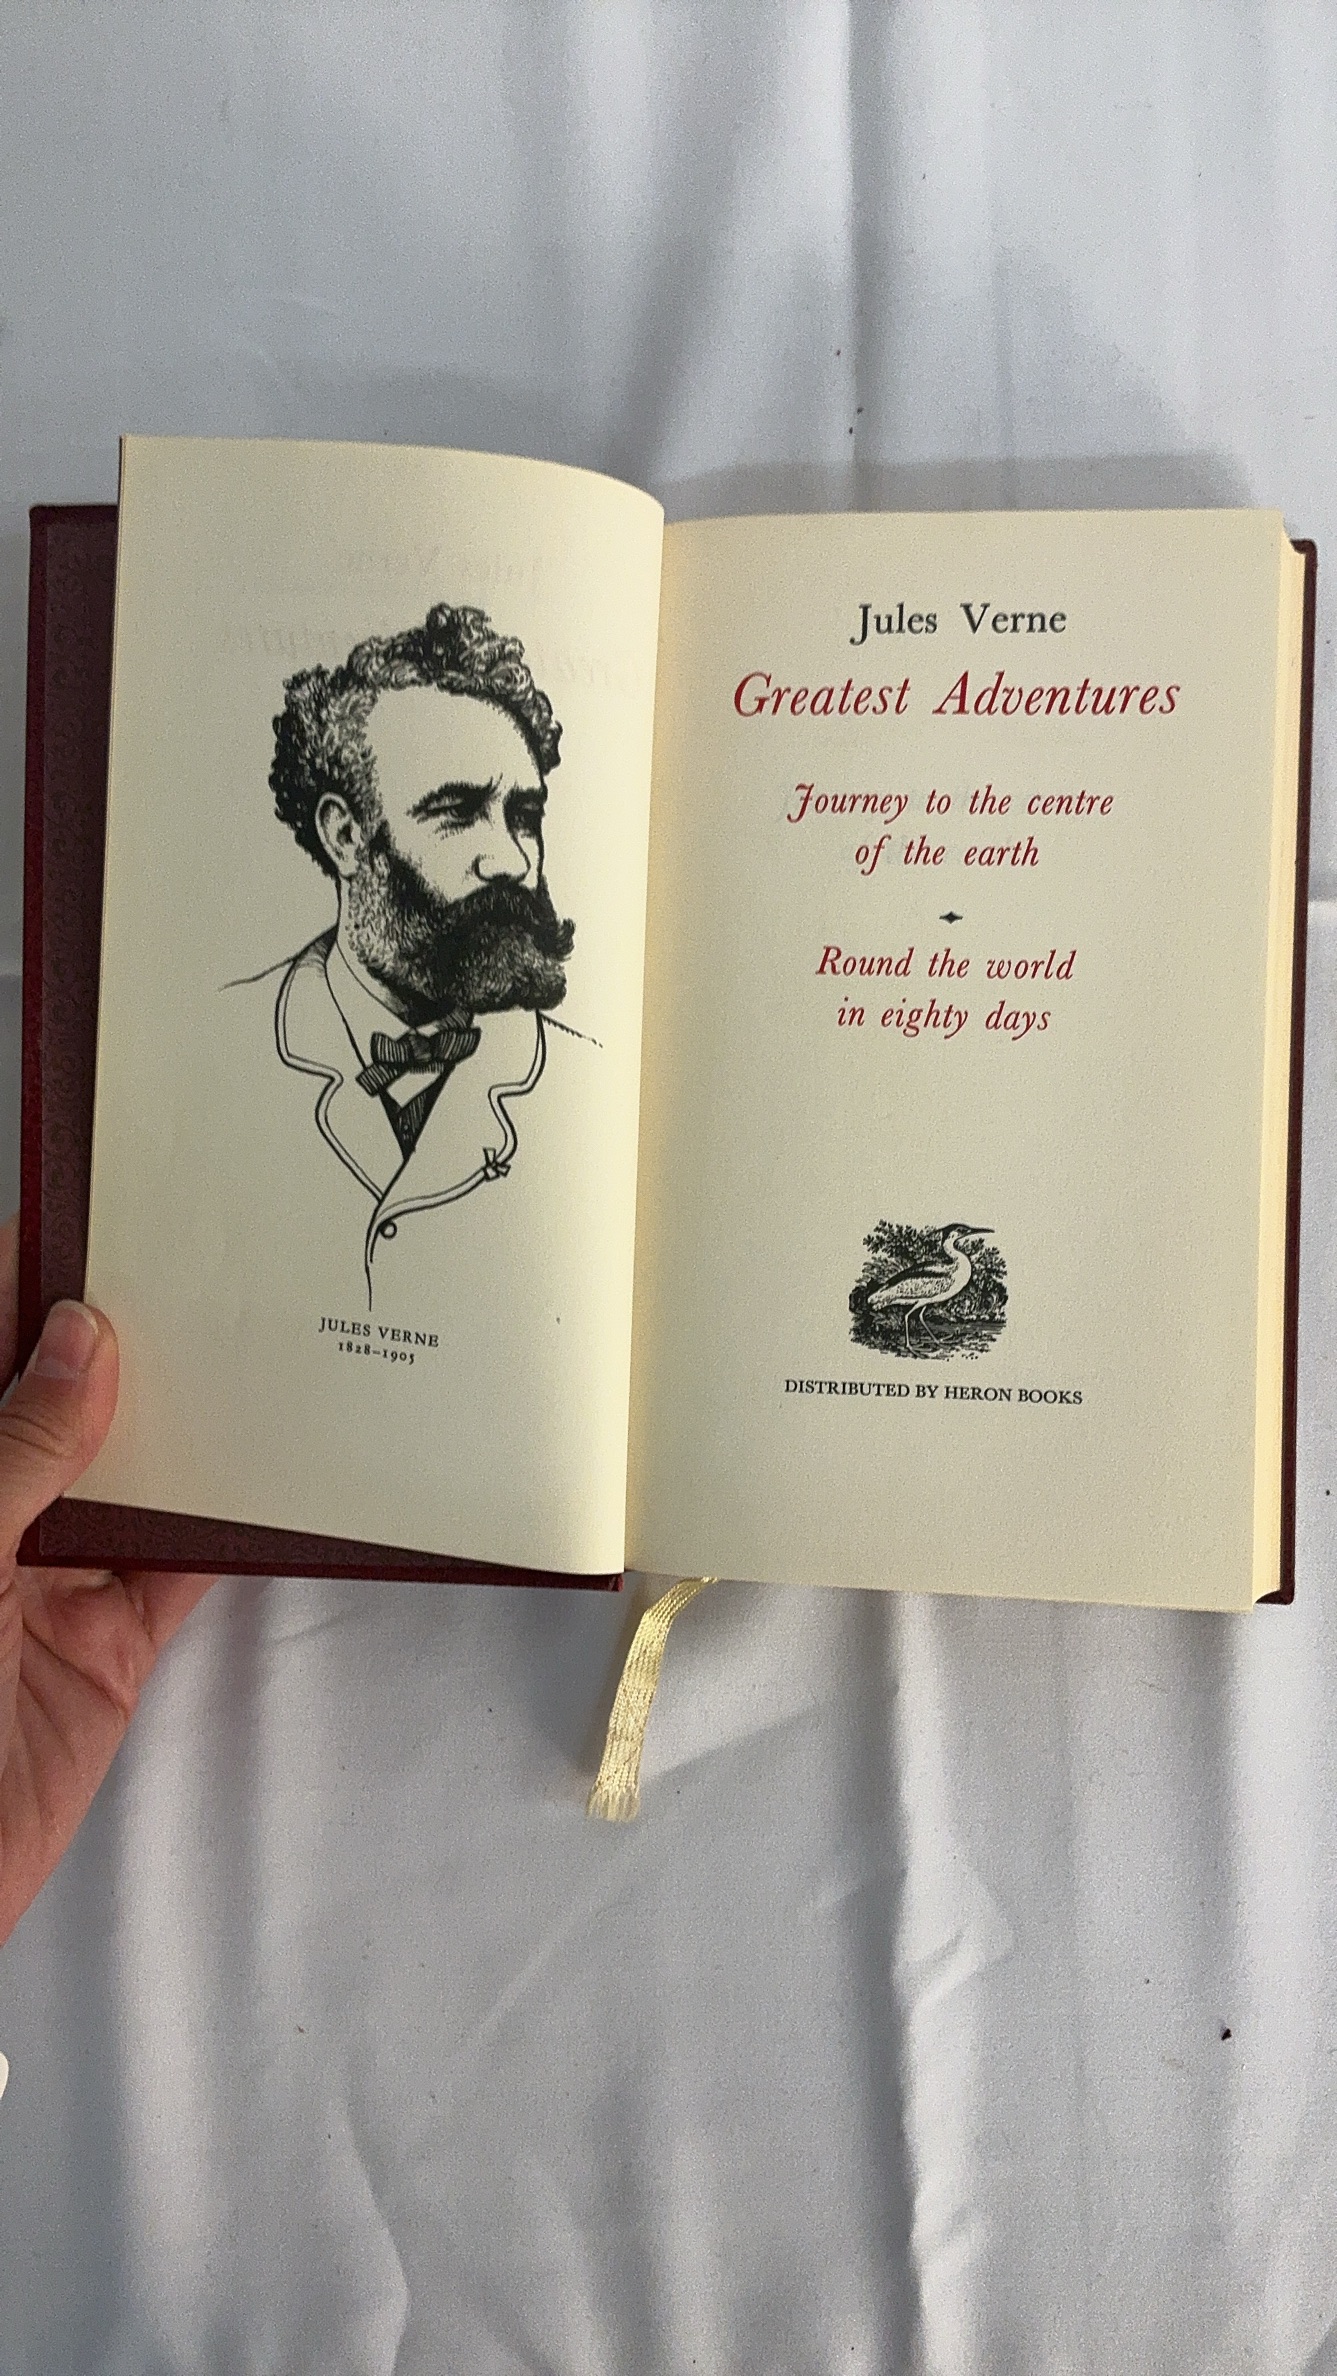 JULES VERNE
1828–1905
Jules Verne
Greatest Adventures
Journey to the centre
of the earth
Round the world
in eighty days
DISTRIBUTED BY HERON BOOKS